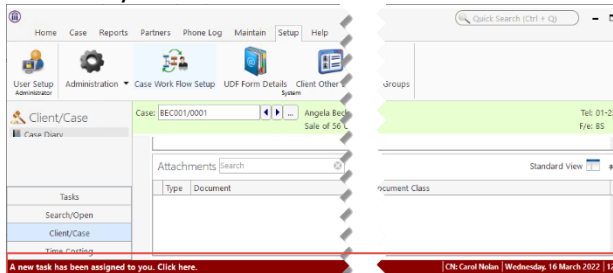 Quick Search (Ctrl + Q)
Home Case Reports Partners Phone Log Maintain Setup Help
User Setup Administration Case Work Flow Setup UDF Form Details Client Other Groups
Administrator System
Client/Case
Case: BEC001/0001 ... Angela Beck Tel: 01-2
Sale of 56 F/e: BS
Case Diary
Attachments Search Standard View
Type Document ocument Class
Tasks
Search/Open
Client/Case
Time Costing
A new task has been assigned to you. Click here. CN: Carol Nolan Wednesday, 16 March 2022 12